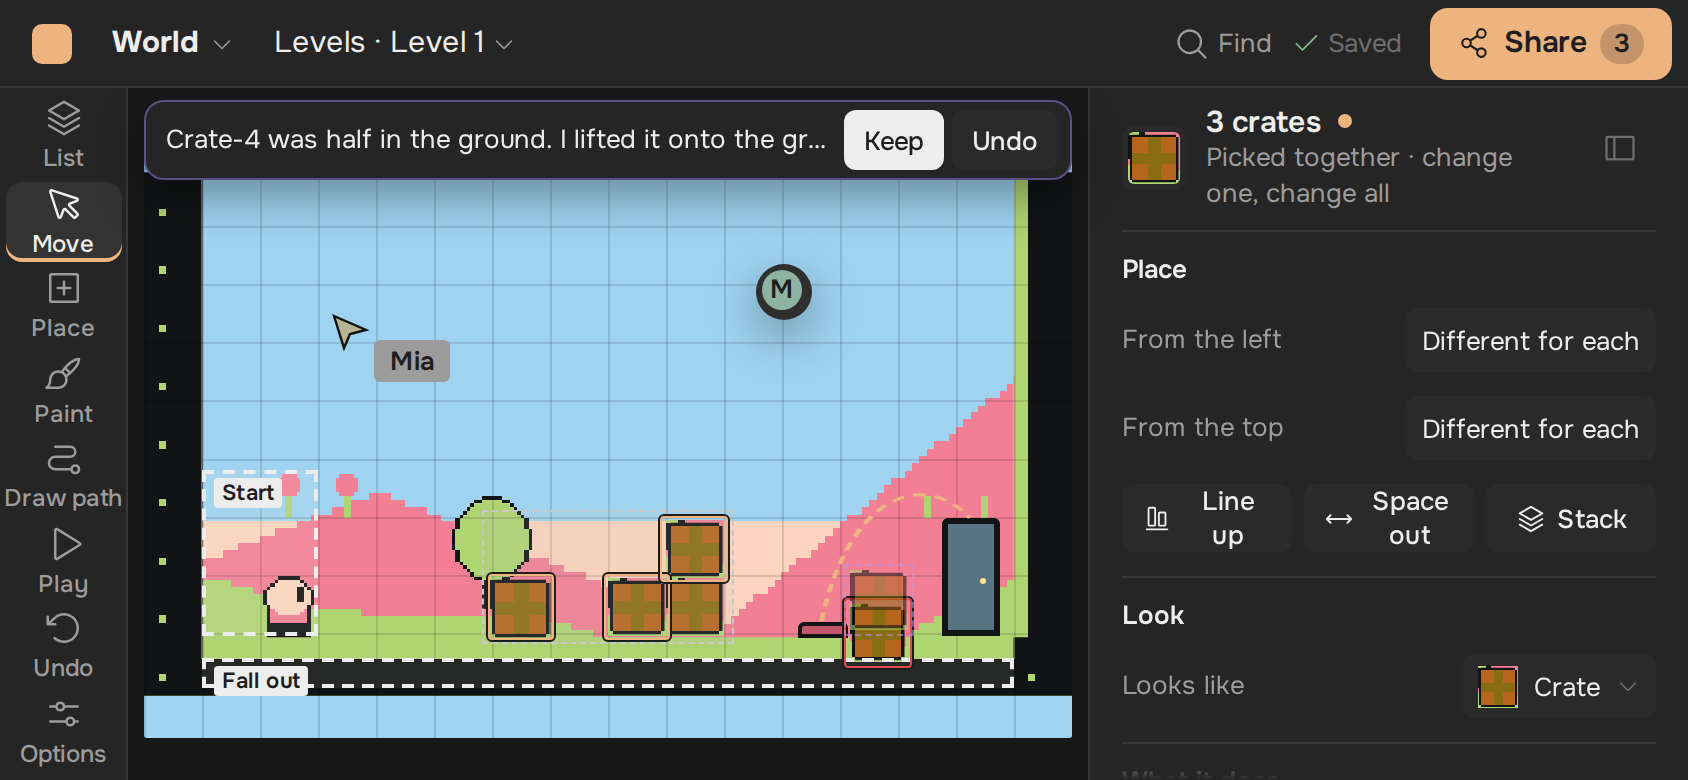 World
Levels · Level 1
Find
Saved
Share 3
List
Move
Place
Paint
Draw path
Play
Undo
Options
Crate-4 was half in the ground. I lifted it onto the gr...
Keep
Undo
M
Mia
Start
Fall out
3 crates
Picked together · change
one, change all
Place
From the left
Different for each
From the top
Different for each
Line
up
Space
out
Stack
Look
Looks like
Crate